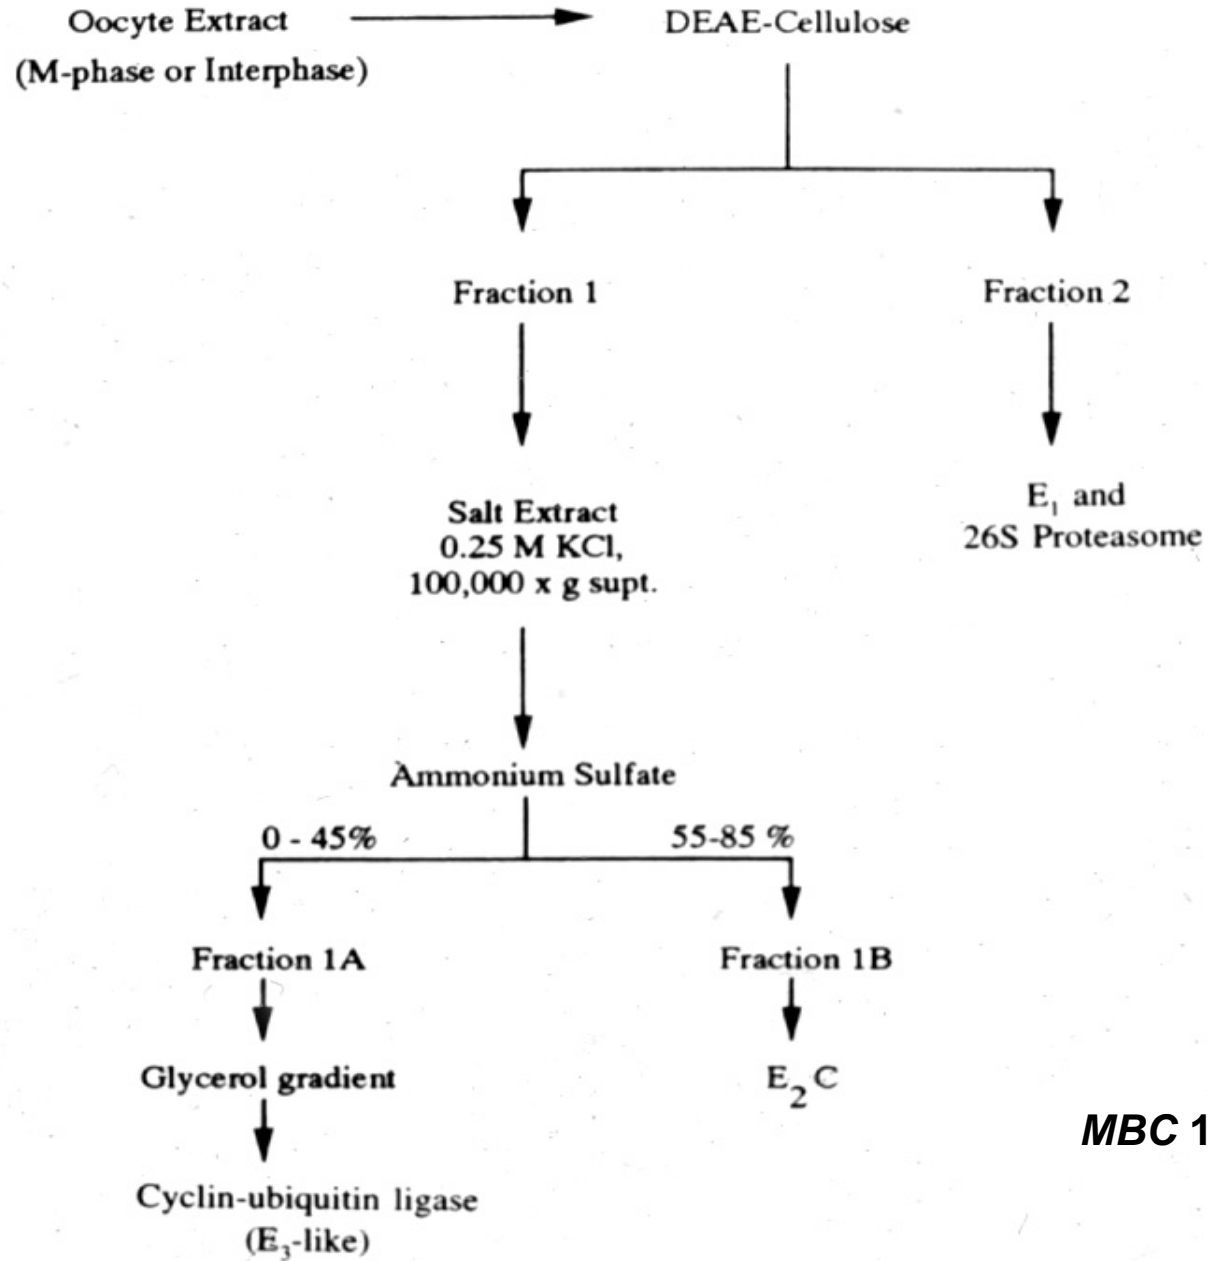 Oocyte Extract
(M-phase or Interphase)
DEAE-Cellulose
Fraction 1
Fraction 2
Salt Extract
0.25 M KCl,
100,000 x g supt.
E₁ and
26S Proteasome
Ammonium Sulfate
0 - 45%
55-85 %
Fraction 1A
Fraction 1B
Glycerol gradient
E₂C
Cyclin-ubiquitin ligase
(E₃-like)
MBC 1